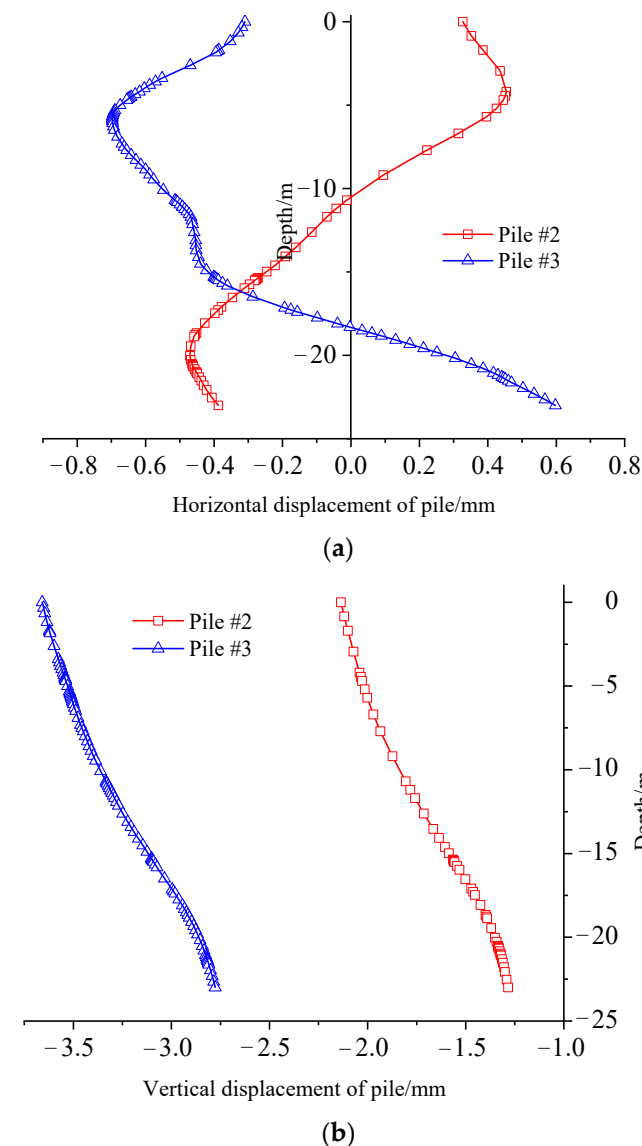 0
−10
Depth/m
Pile #2
Pile #3
−20
−0.8 −0.6 −0.4 −0.2 0.0 0.2 0.4 0.6 0.8
Horizontal displacement of pile/mm
(a)
0
Pile #2
Pile #3
−5
−10
Depth/m
−15
−20
−25
−3.5 −3.0 −2.5 −2.0 −1.5 −1.0
Vertical displacement of pile/mm
(b)